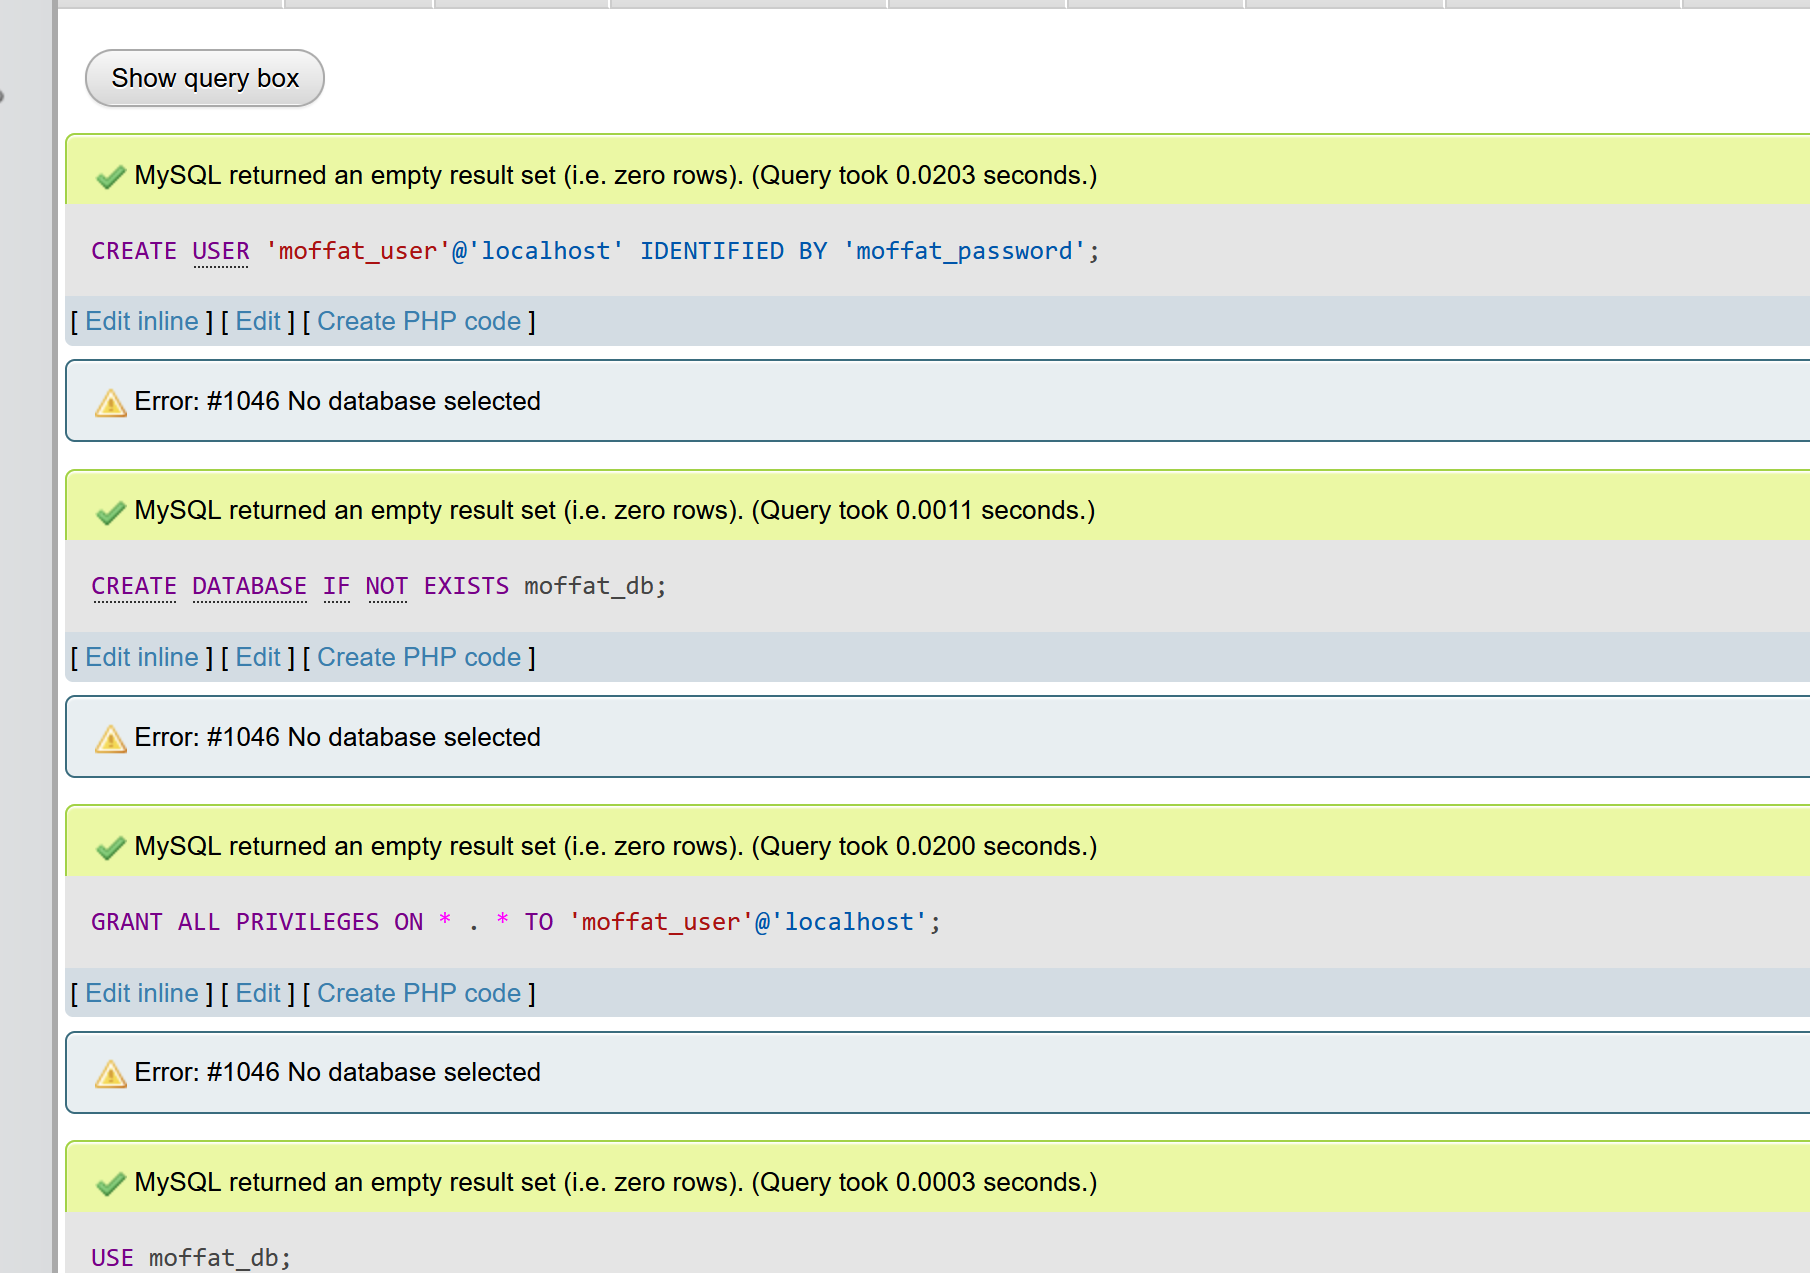 Show query box
MySQL returned an empty result set (i.e. zero rows). (Query took 0.0203 seconds.)
CREATE USER 'moffat_user'@'localhost' IDENTIFIED BY 'moffat_password';
[ Edit inline ] [ Edit ] [ Create PHP code ]
Error: #1046 No database selected
MySQL returned an empty result set (i.e. zero rows). (Query took 0.0011 seconds.)
CREATE DATABASE IF NOT EXISTS moffat_db;
[ Edit inline ] [ Edit ] [ Create PHP code ]
Error: #1046 No database selected
MySQL returned an empty result set (i.e. zero rows). (Query took 0.0200 seconds.)
GRANT ALL PRIVILEGES ON * . * TO 'moffat_user'@'localhost';
[ Edit inline ] [ Edit ] [ Create PHP code ]
Error: #1046 No database selected
MySQL returned an empty result set (i.e. zero rows). (Query took 0.0003 seconds.)
USE moffat_db;